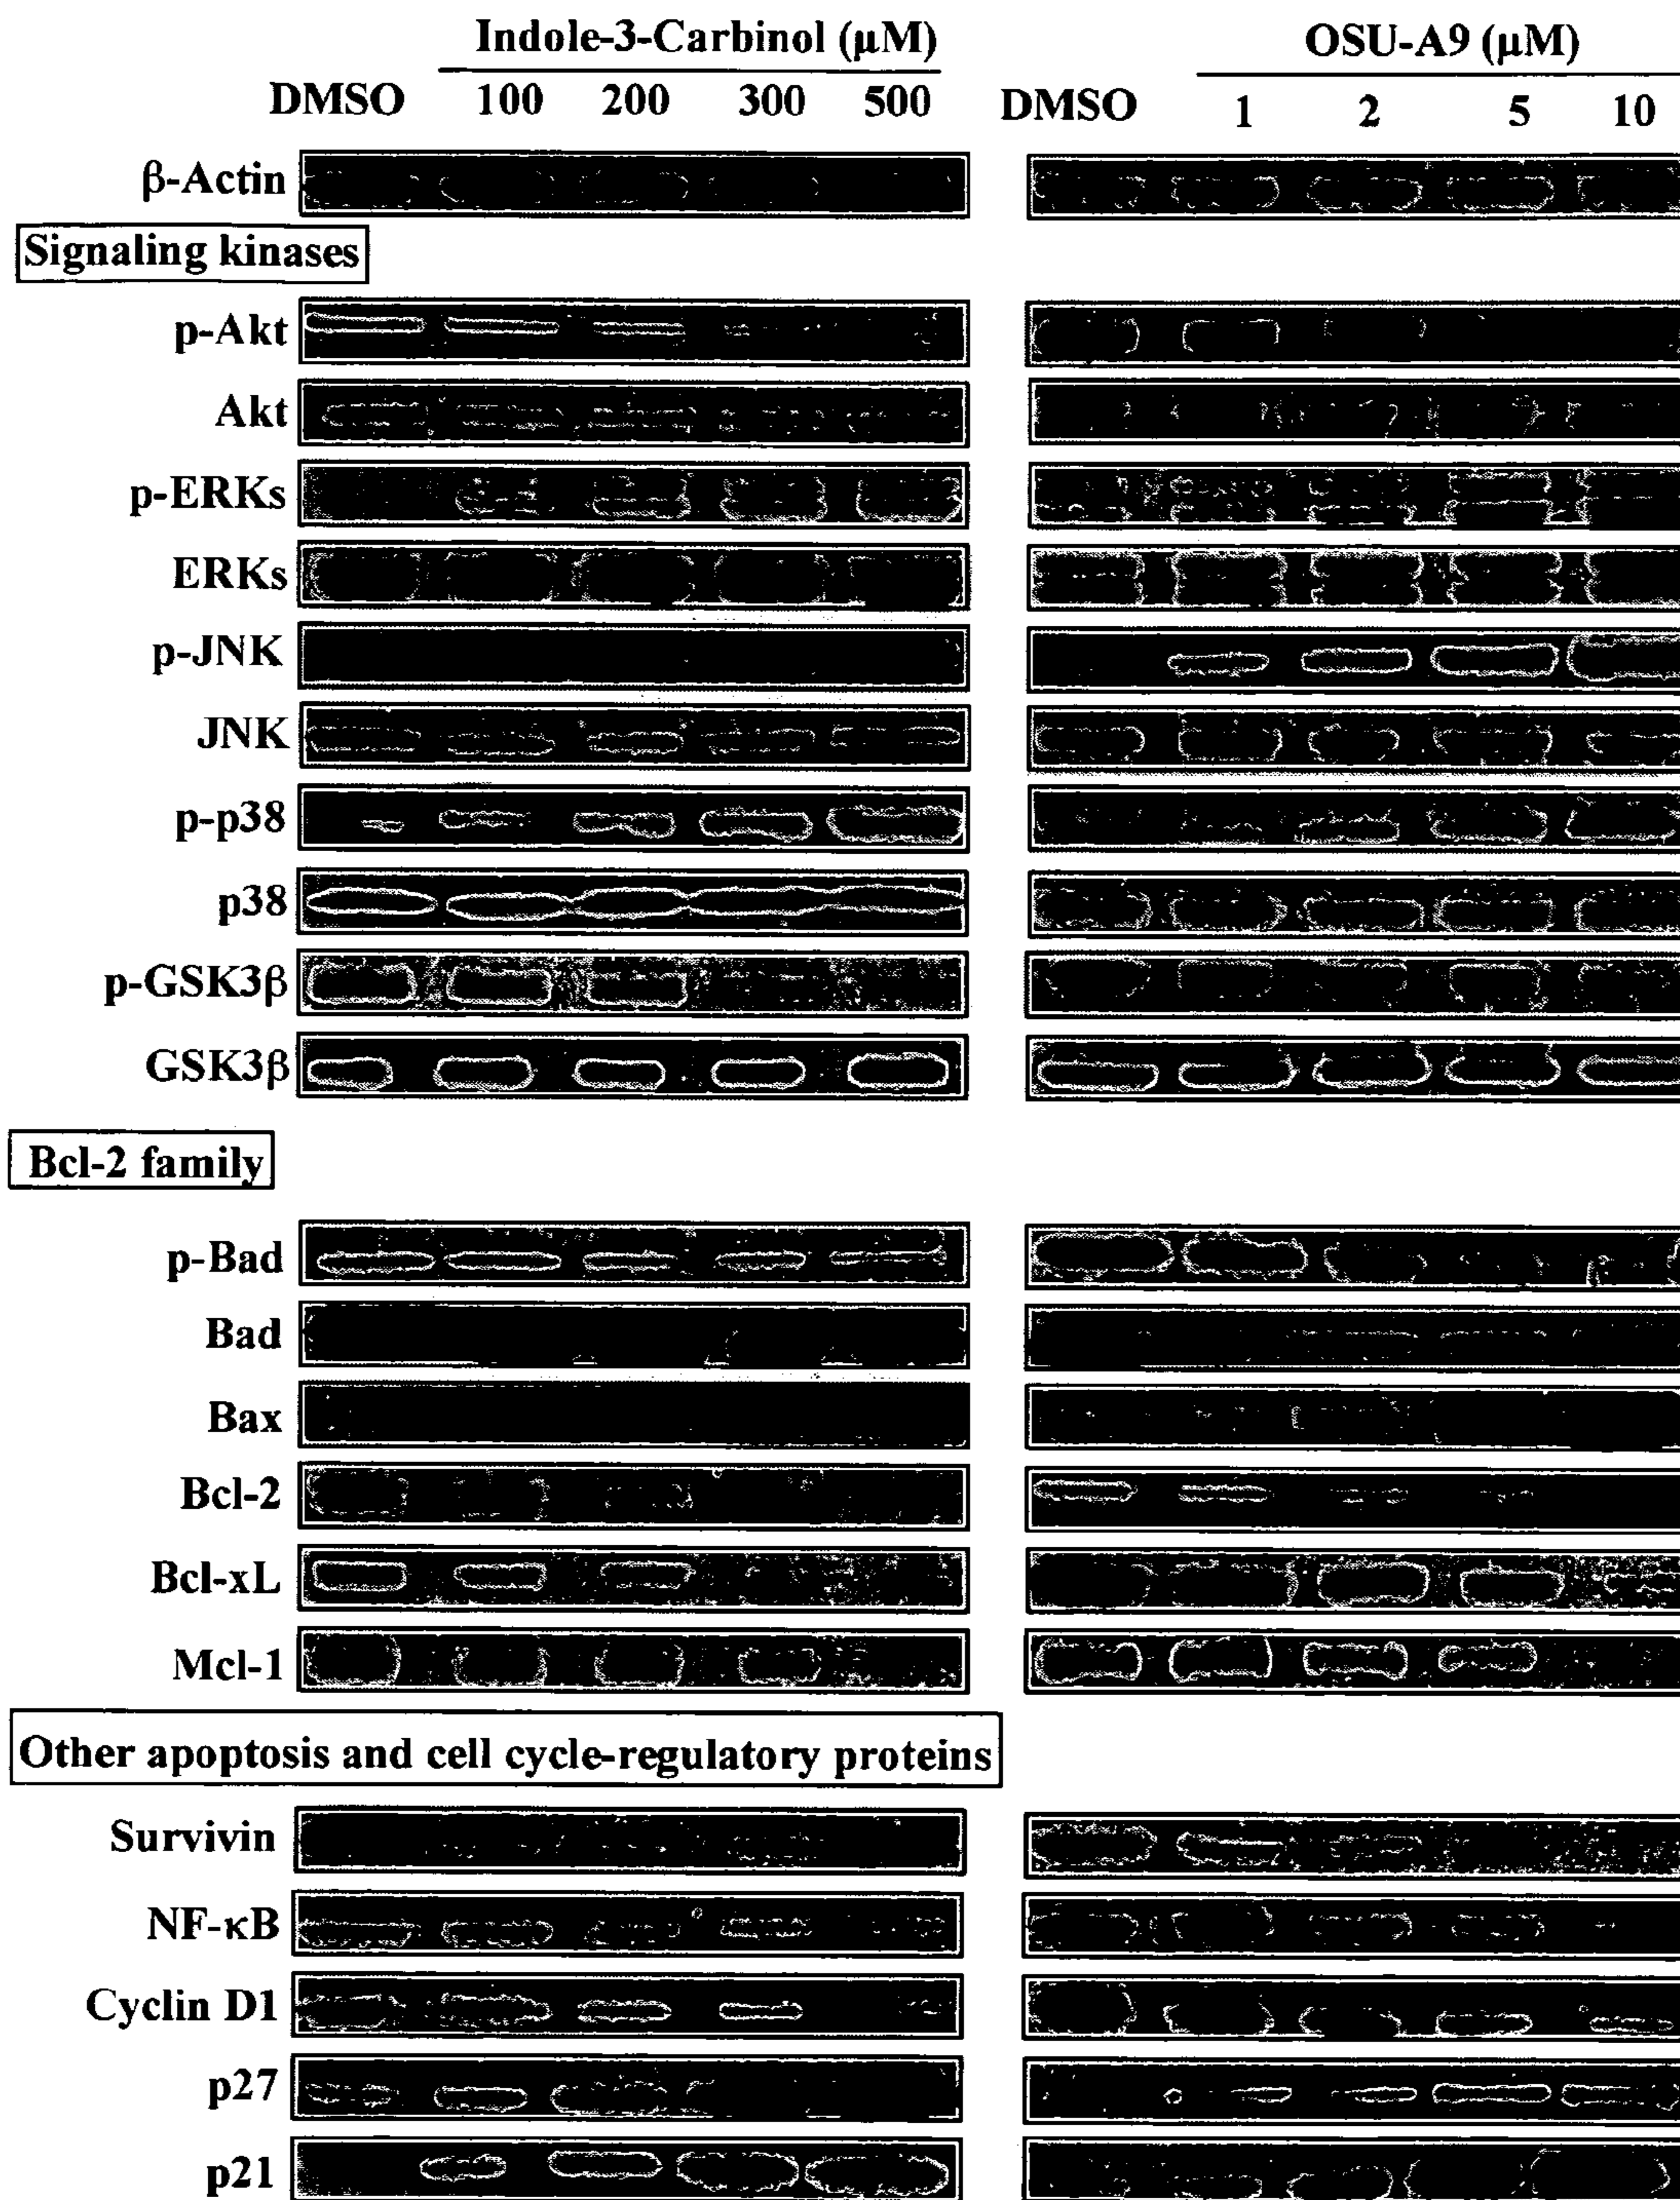 Indole-3-Carbinol (µM) OSU-A9 (µM)
DMSO 100 200 300 500 DMSO 1 2 5 10
β-Actin
Signaling kinases
p-Akt
Akt
p-ERKs
ERKs
p-JNK
JNK
p-p38
p38
p-GSK3β
GSK3β
Bcl-2 family
p-Bad
Bad
Bax
Bcl-2
Bcl-xL
Mcl-1
Other apoptosis and cell cycle-regulatory proteins
Survivin
NF-κB
Cyclin D1
p27
p21